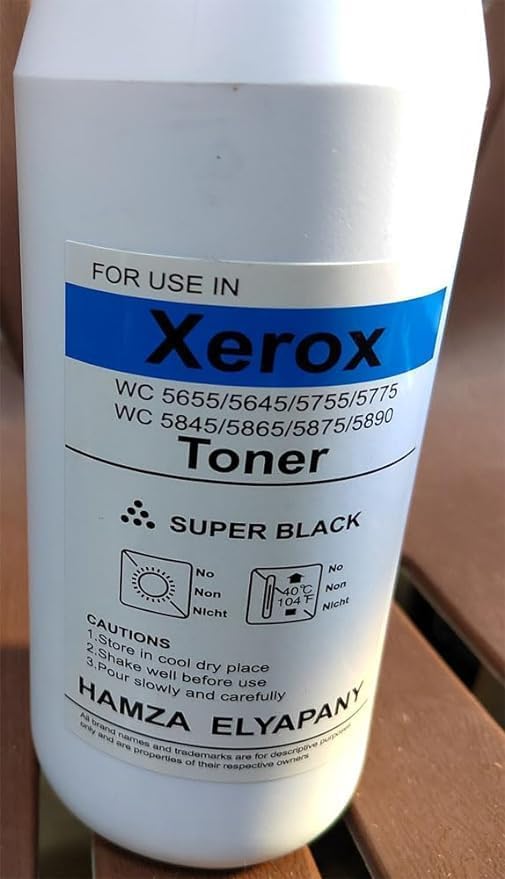 FOR USE IN
Xerox
WC 5655/5645/5755/5775
WC 5845/5865/5875/5890
Toner
SUPER BLACK
No
Non
Nicht
40°C
104°F
No
Non
Nicht
CAUTIONS
1.Store in cool dry place
2.Shake well before use
3.Pour slowly and carefully
HAMZA ELYAPANY
All brand names and trademarks are for descriptive purposes
only and are properties of their respective owners